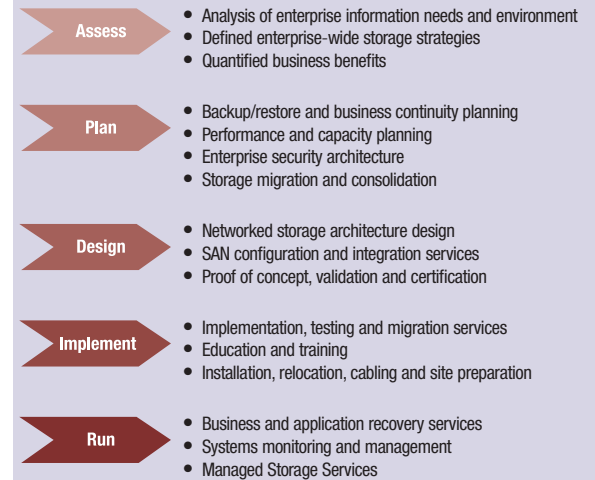 Assess
• Analysis of enterprise information needs and environment
• Defined enterprise-wide storage strategies
• Quantified business benefits
Plan
• Backup/restore and business continuity planning
• Performance and capacity planning
• Enterprise security architecture
• Storage migration and consolidation
Design
• Networked storage architecture design
• SAN configuration and integration services
• Proof of concept, validation and certification
Implement
• Implementation, testing and migration services
• Education and training
• Installation, relocation, cabling and site preparation
Run
• Business and application recovery services
• Systems monitoring and management
• Managed Storage Services